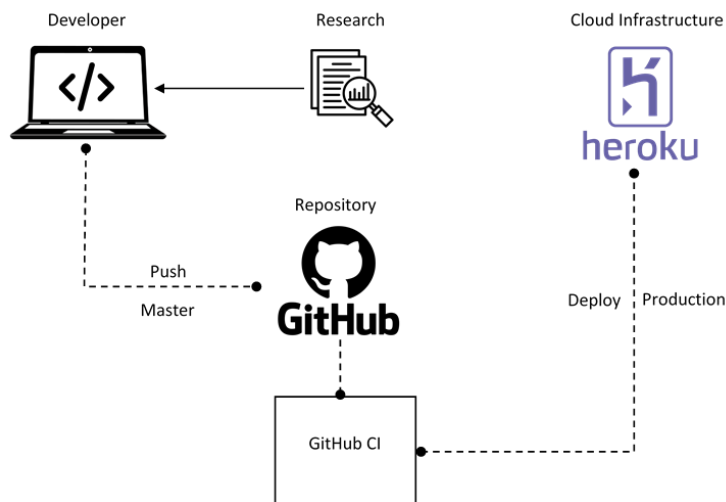 Developer
Research
Cloud Infrastructure
</>
heroku
Repository
Push
Master
GitHub
Deploy
Production
GitHub CI